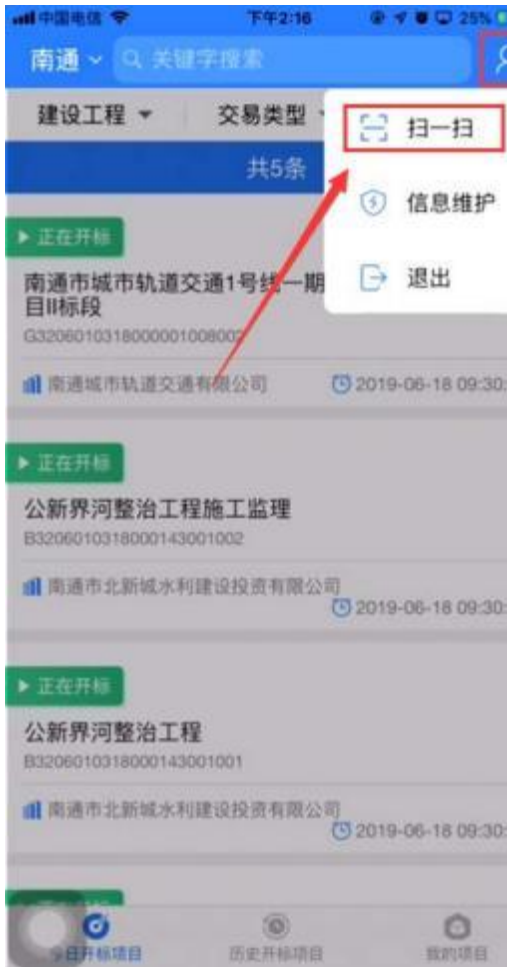 中国电信 下午2:16 25%
南通 关键字搜索
建设工程 交易类型
扫一扫
共5条
信息维护
正在开标
退出
南通市城市轨道交通1号线一期
目II标段
G3206010318000001008002
南通城市轨道交通有限公司 2019-06-18 09:30:
正在开标
公新界河整治工程施工监理
B3206010318000143001002
南通市北新城水利建设投资有限公司
2019-06-18 09:30:
正在开标
公新界河整治工程
B3206010318000143001001
南通市北新城水利建设投资有限公司
2019-06-18 09:30:
今日开标项目 历史开标项目 我的项目